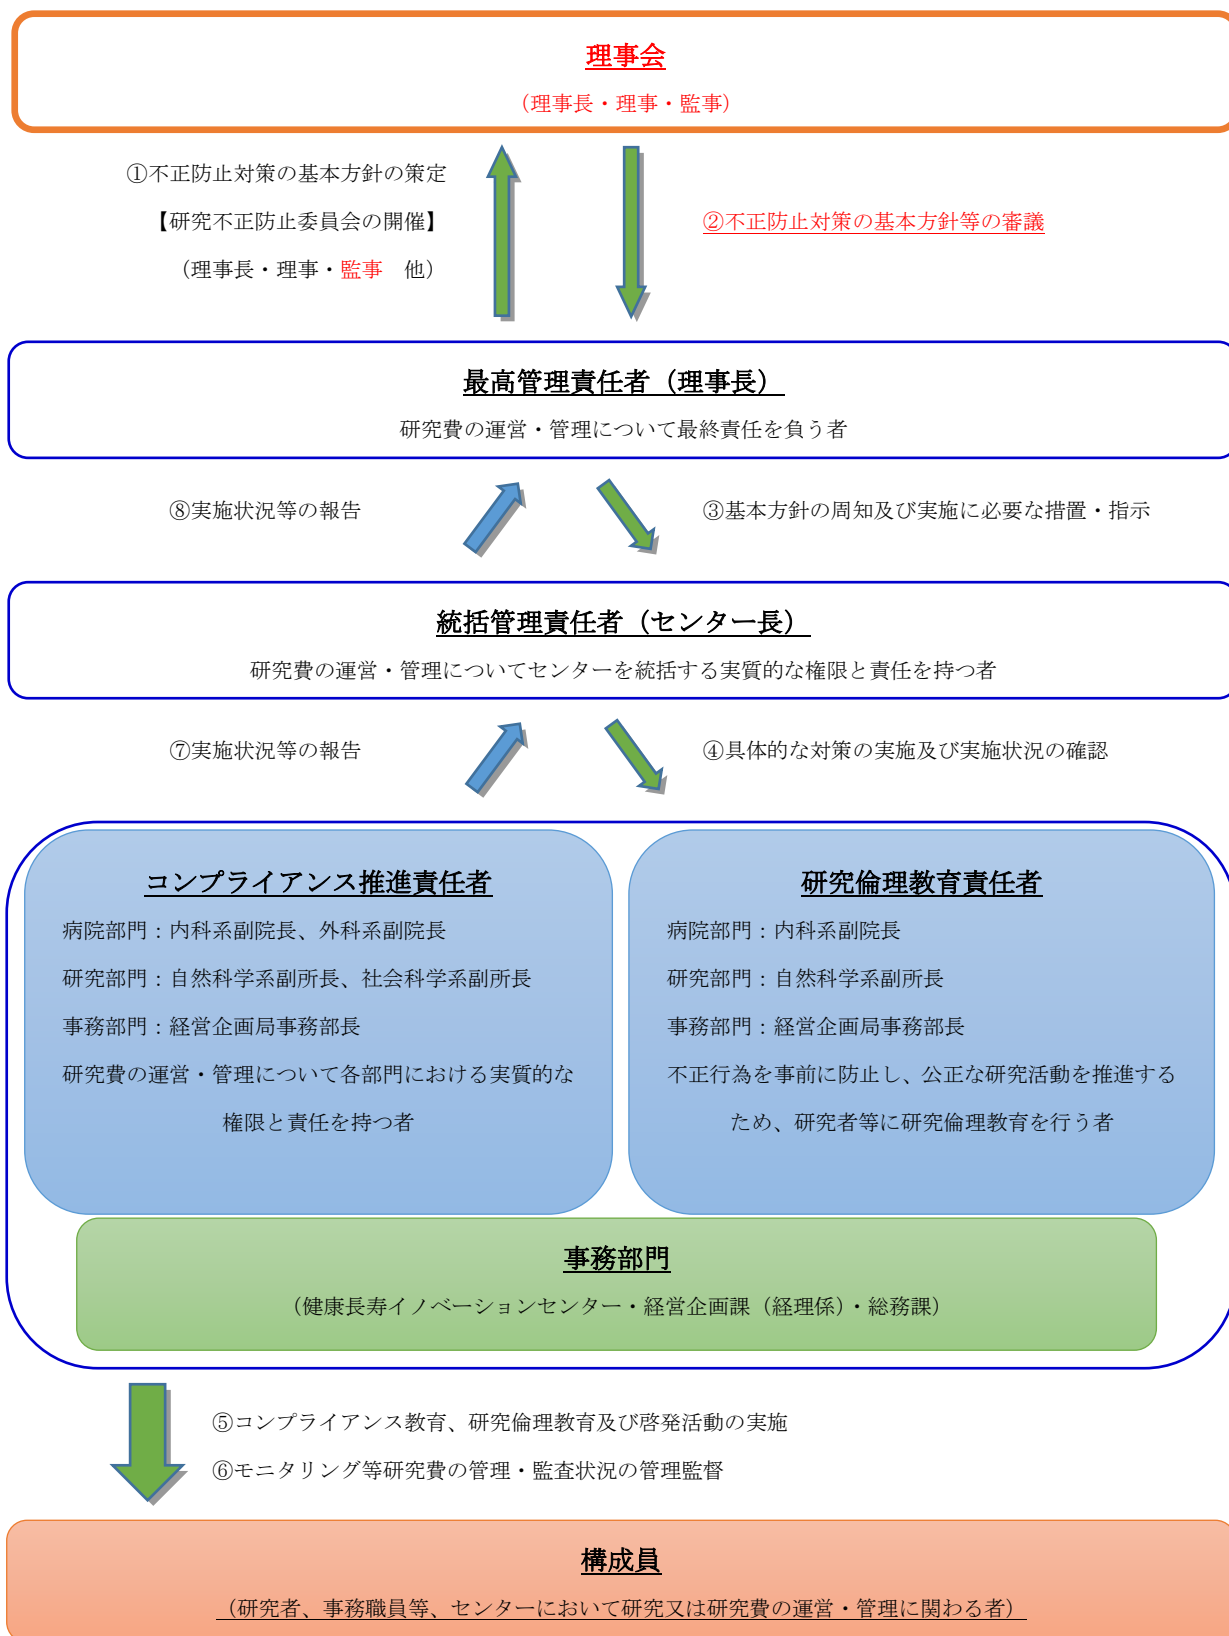 理事会
（理事長・理事・監事）
①不正防止対策の基本方針の策定
【研究不正防止委員会の開催】
（理事長・理事・監事　他）
②不正防止対策の基本方針等の審議
最高管理責任者（理事長）
研究費の運営・管理について最終責任を負う者
⑧実施状況等の報告
③基本方針の周知及び実施に必要な措置・指示
統括管理責任者（センター長）
研究費の運営・管理についてセンターを統括する実質的な権限と責任を持つ者
⑦実施状況等の報告
④具体的な対策の実施及び実施状況の確認
コンプライアンス推進責任者
病院部門：内科系副院長、外科系副院長
研究部門：自然科学系副所長、社会科学系副所長
事務部門：経営企画局事務部長
研究費の運営・管理について各部門における実質的な
権限と責任を持つ者
研究倫理教育責任者
病院部門：内科系副院長
研究部門：自然科学系副所長
事務部門：経営企画局事務部長
不正行為を事前に防止し、公正な研究活動を推進する
ため、研究者等に研究倫理教育を行う者
事務部門
（健康長寿イノベーションセンター・経営企画課（経理係）・総務課）
⑤コンプライアンス教育、研究倫理教育及び啓発活動の実施
⑥モニタリング等研究費の管理・監査状況の管理監督
構成員
（研究者、事務職員等、センターにおいて研究又は研究費の運営・管理に関わる者）